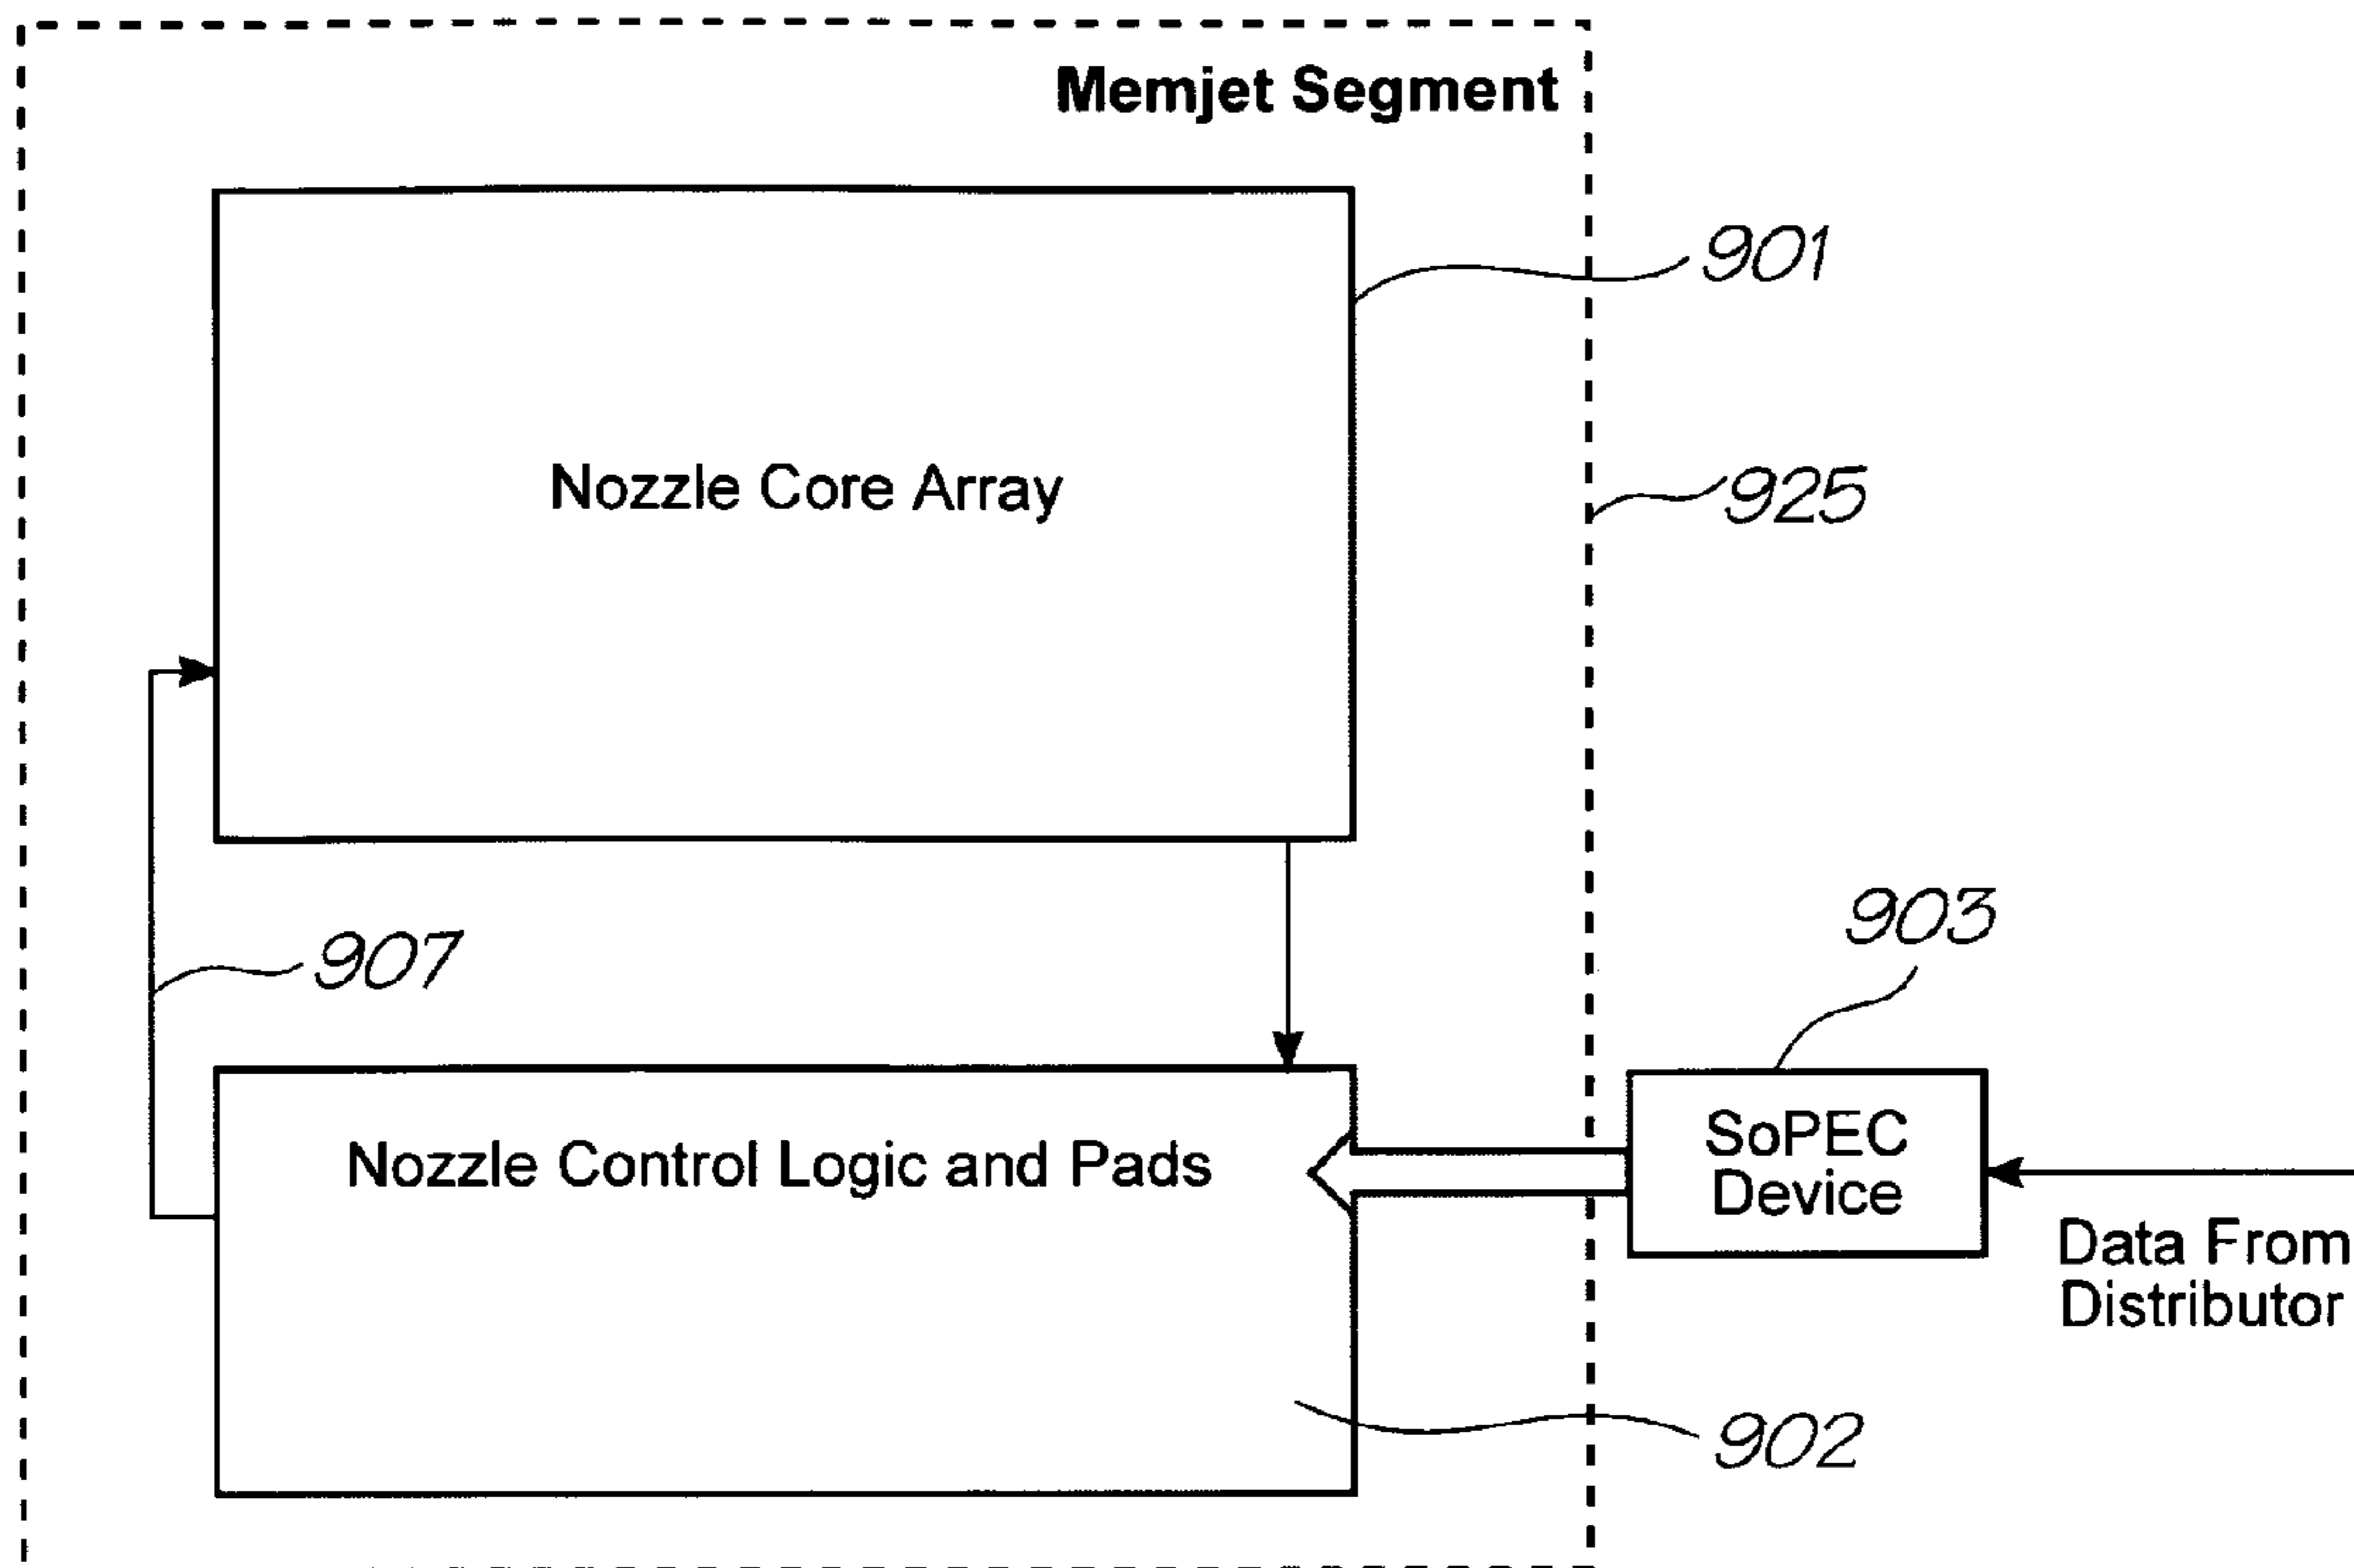 Memjet Segment
901
Nozzle Core Array
925
903
907
SoPEC
Device
Nozzle Control Logic and Pads
Data From
Distributor
902